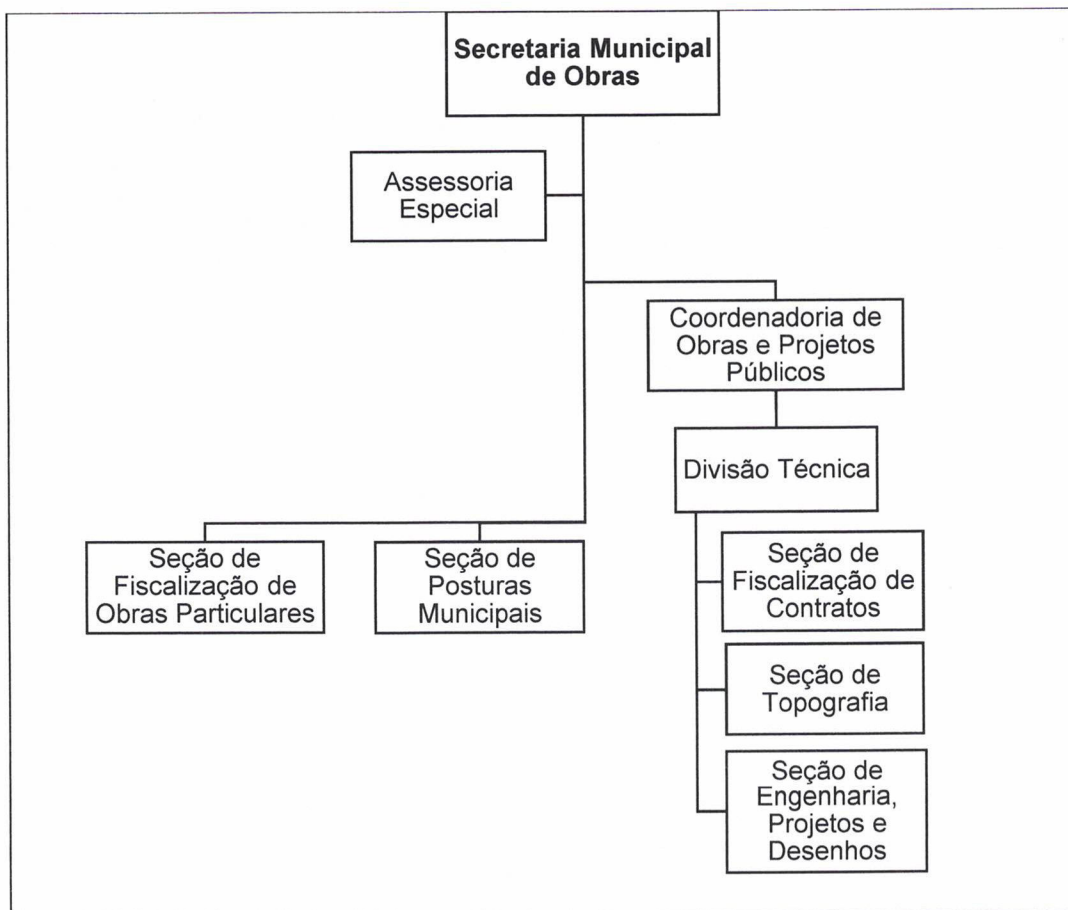 Secretaria Municipal
de Obras
Assessoria
Especial
Coordenadoria de
Obras e Projetos
Públicos
Divisão Técnica
Seção de
Fiscalização de
Obras Particulares
Seção de
Posturas
Municipais
Seção de
Fiscalização de
Contratos
Seção de
Topografia
Seção de
Engenharia,
Projetos e
Desenhos